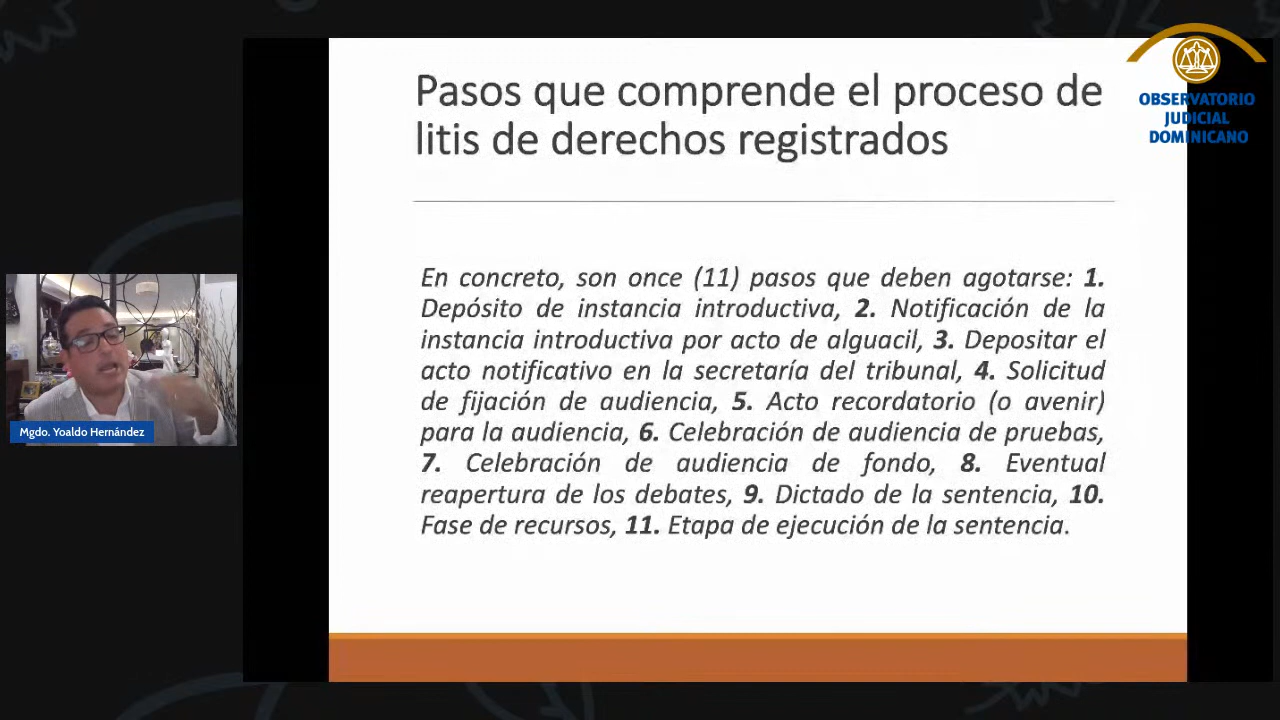 OBSERVATORIO
JUDICIAL
DOMINICANO
Pasos que comprende el proceso de
litis de derechos registrados
En concreto, son once (11) pasos que deben agotarse: 1.
Depósito de instancia introductiva, 2. Notificación de la
instancia introductiva por acto de alguacil, 3. Depositar el
acto notificativo en la secretaría del tribunal, 4. Solicitud
de fijación de audiencia, 5. Acto recordatorio (o avenir)
para la audiencia, 6. Celebración de audiencia de pruebas,
7. Celebración de audiencia de fondo, 8. Eventual
reapertura de los debates, 9. Dictado de la sentencia, 10.
Fase de recursos, 11. Etapa de ejecución de la sentencia.
Mgdo. Yoaldo Hernández